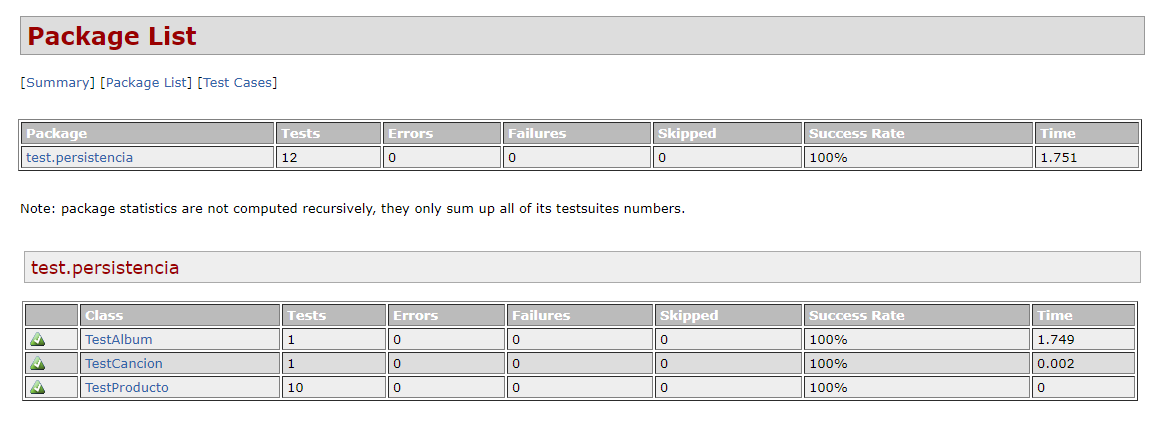 Package List
[Summary] [Package List] [Test Cases]
Package Tests Errors Failures Skipped Success Rate Time
test.persistencia 12 0 0 0 100% 1.751
Note: package statistics are not computed recursively, they only sum up all of its testsuites numbers.
test.persistencia
Class Tests Errors Failures Skipped Success Rate Time
TestAlbum 1 0 0 0 100% 1.749
TestCancion 1 0 0 0 100% 0.002
TestProducto 10 0 0 0 100% 0